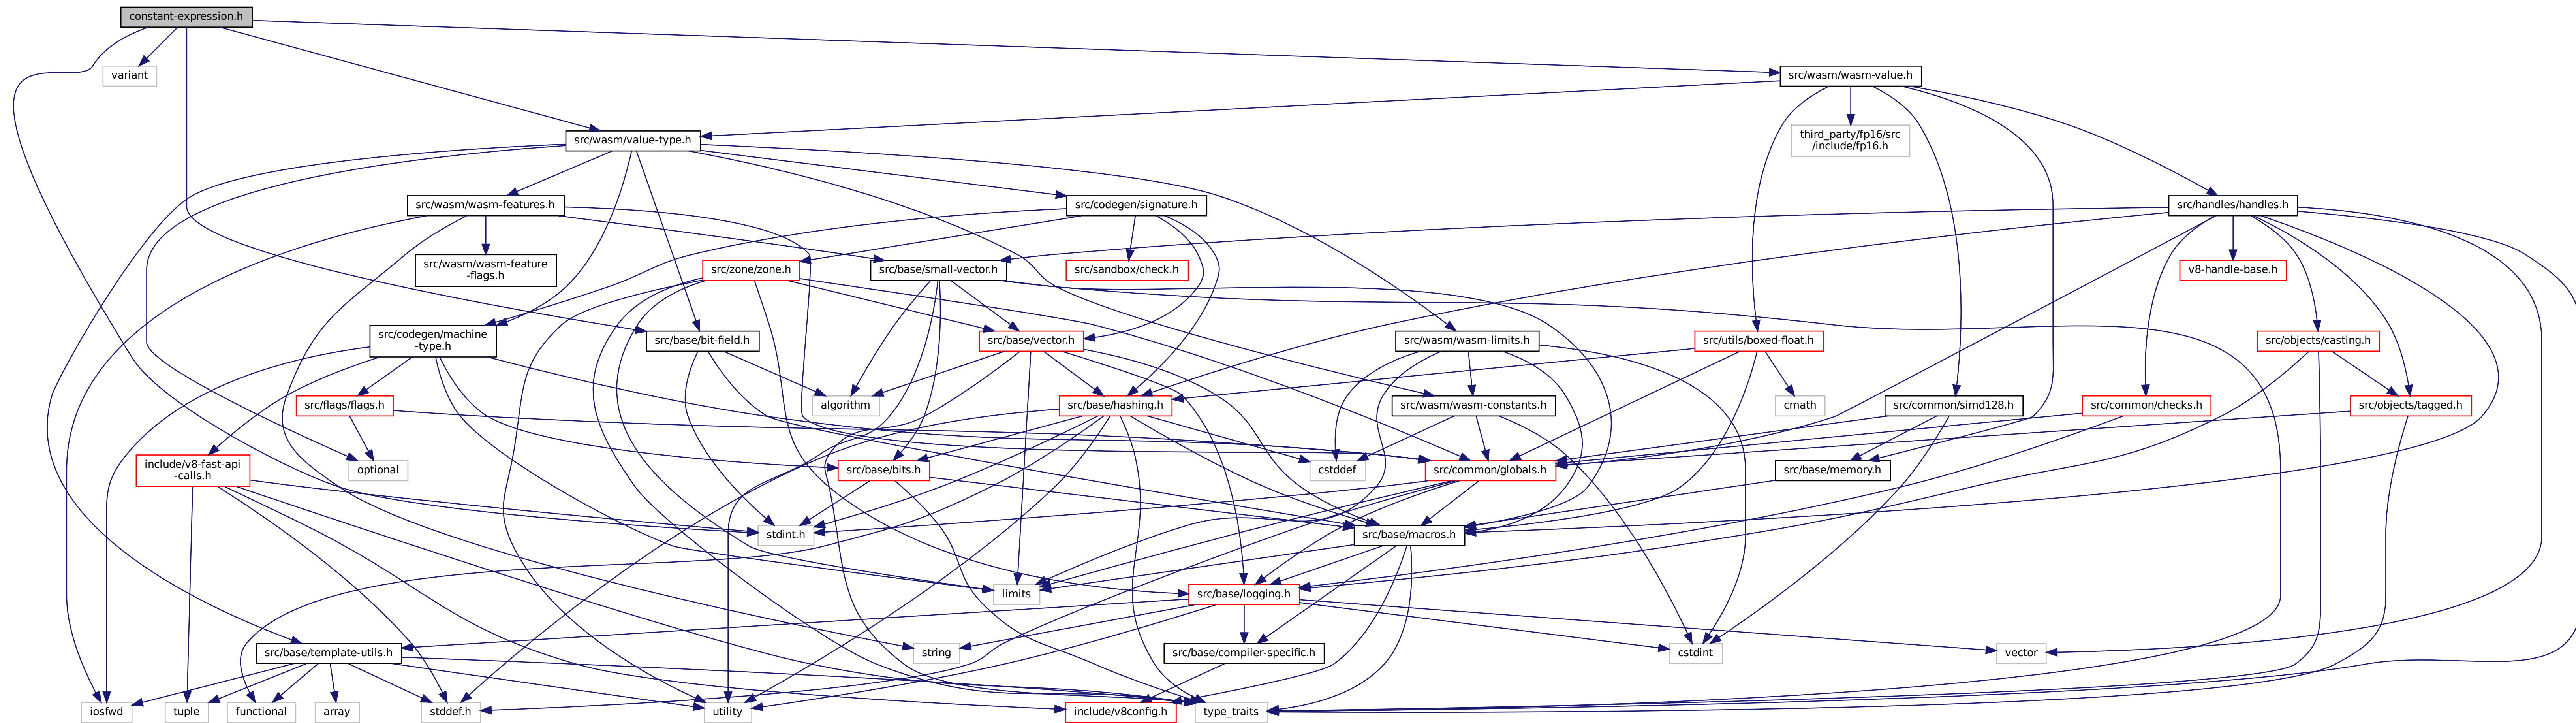 constant-expression.h
variant
src/wasm/wasm-value.h
src/wasm/value-type.h
third_party/fp16/src
/include/fp16.h
src/wasm/wasm-features.h
src/codegen/signature.h
src/handles/handles.h
src/wasm/wasm-feature
-flags.h
src/zone/zone.h
src/base/small-vector.h
src/sandbox/check.h
v8-handle-base.h
src/codegen/machine
-type.h
src/base/bit-field.h
src/base/vector.h
src/wasm/wasm-limits.h
src/utils/boxed-float.h
src/objects/casting.h
src/flags/flags.h
algorithm
src/base/hashing.h
src/wasm/wasm-constants.h
cmath
src/common/simd128.h
src/common/checks.h
src/objects/tagged.h
include/v8-fast-api
-calls.h
optional
src/base/bits.h
cstddef
src/common/globals.h
src/base/memory.h
stdint.h
src/base/macros.h
limits
src/base/logging.h
src/base/template-utils.h
string
src/base/compiler-specific.h
cstdint
vector
iosfwd
tuple
functional
array
stddef.h
utility
include/v8config.h
type_traits